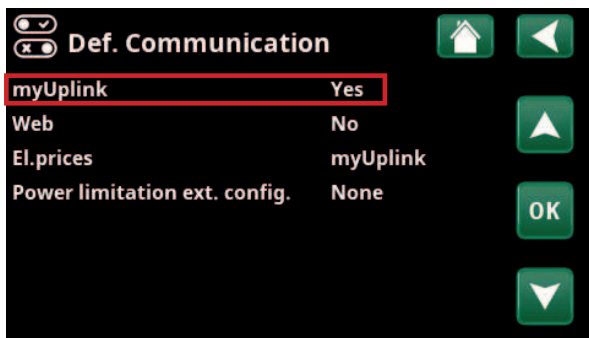 Def. Communication
myUplink Yes
Web No
El.prices myUplink
Power limitation ext. config. None
OK